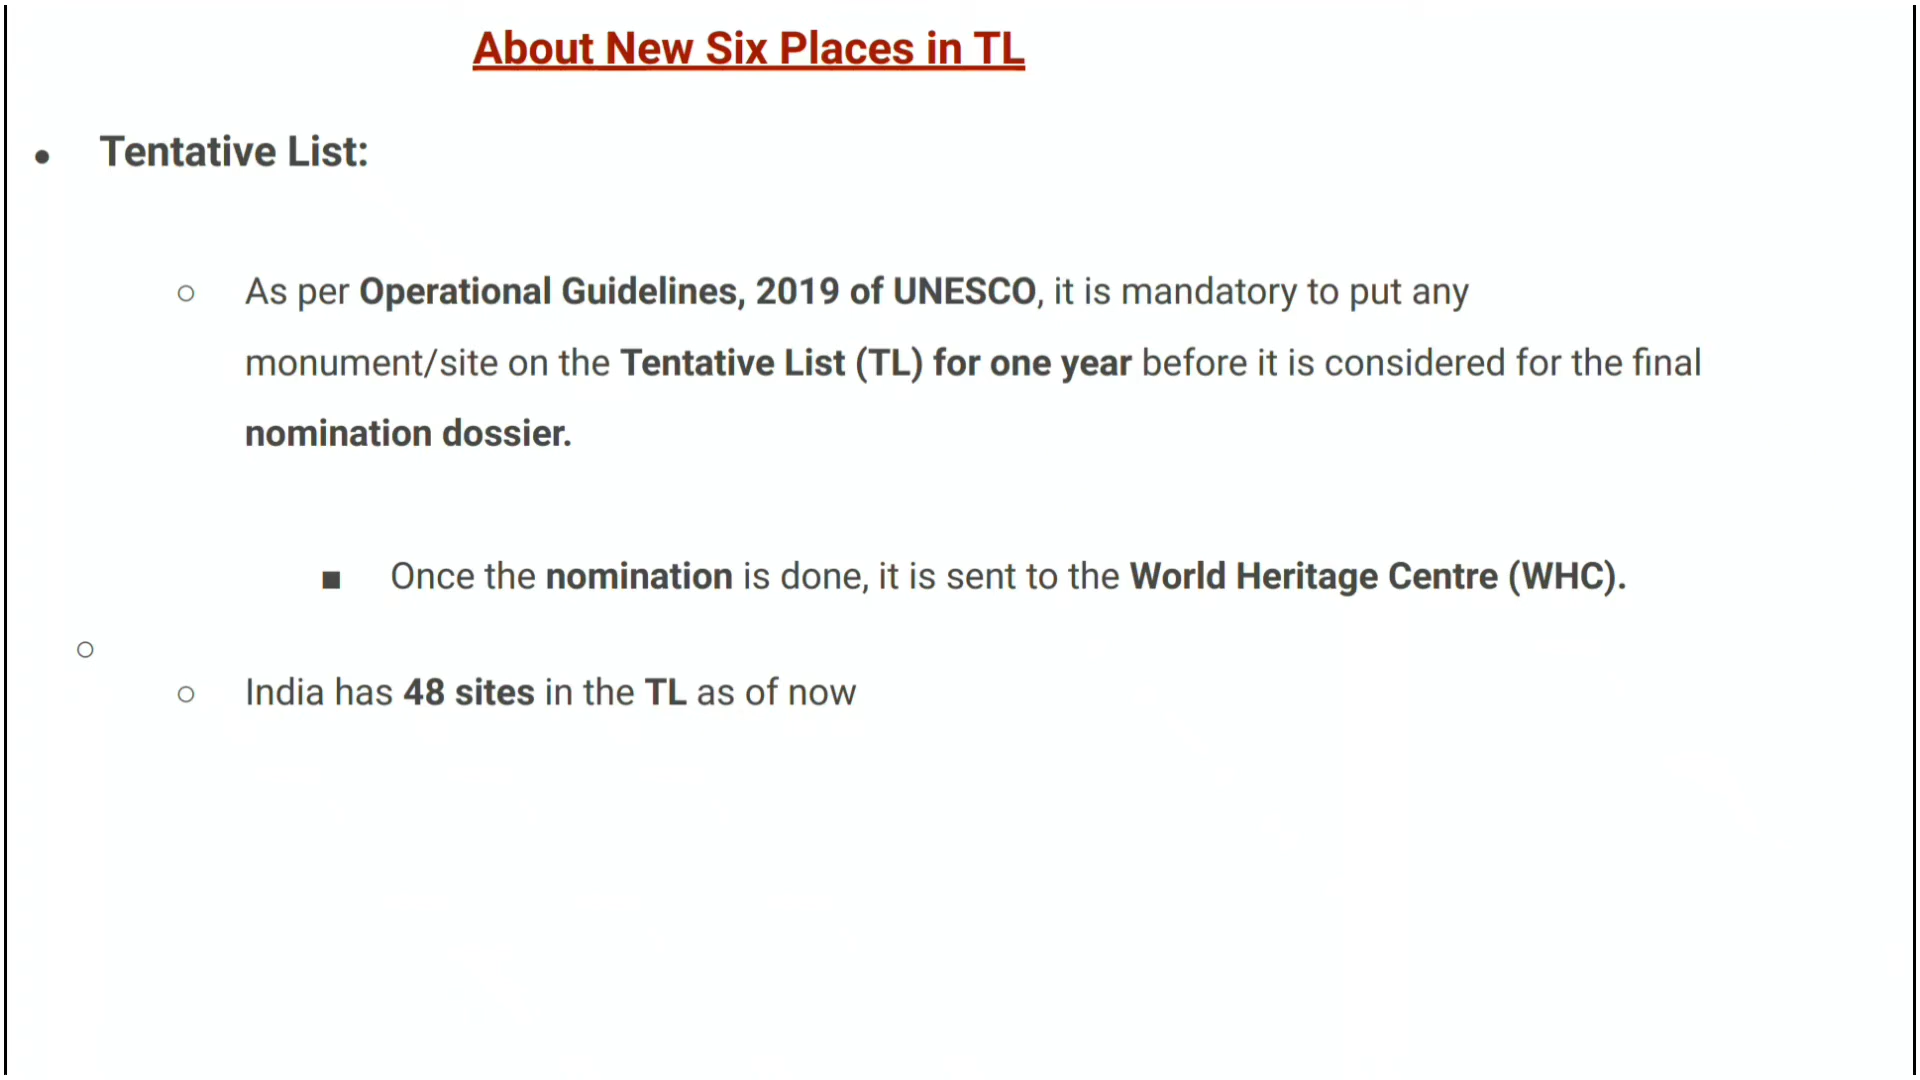 About New Six Places in TL
● Tentative List:
○ As per Operational Guidelines, 2019 of UNESCO, it is mandatory to put any
monument/site on the Tentative List (TL) for one year before it is considered for the final
nomination dossier.
■ Once the nomination is done, it is sent to the World Heritage Centre (WHC).
○
○ India has 48 sites in the TL as of now